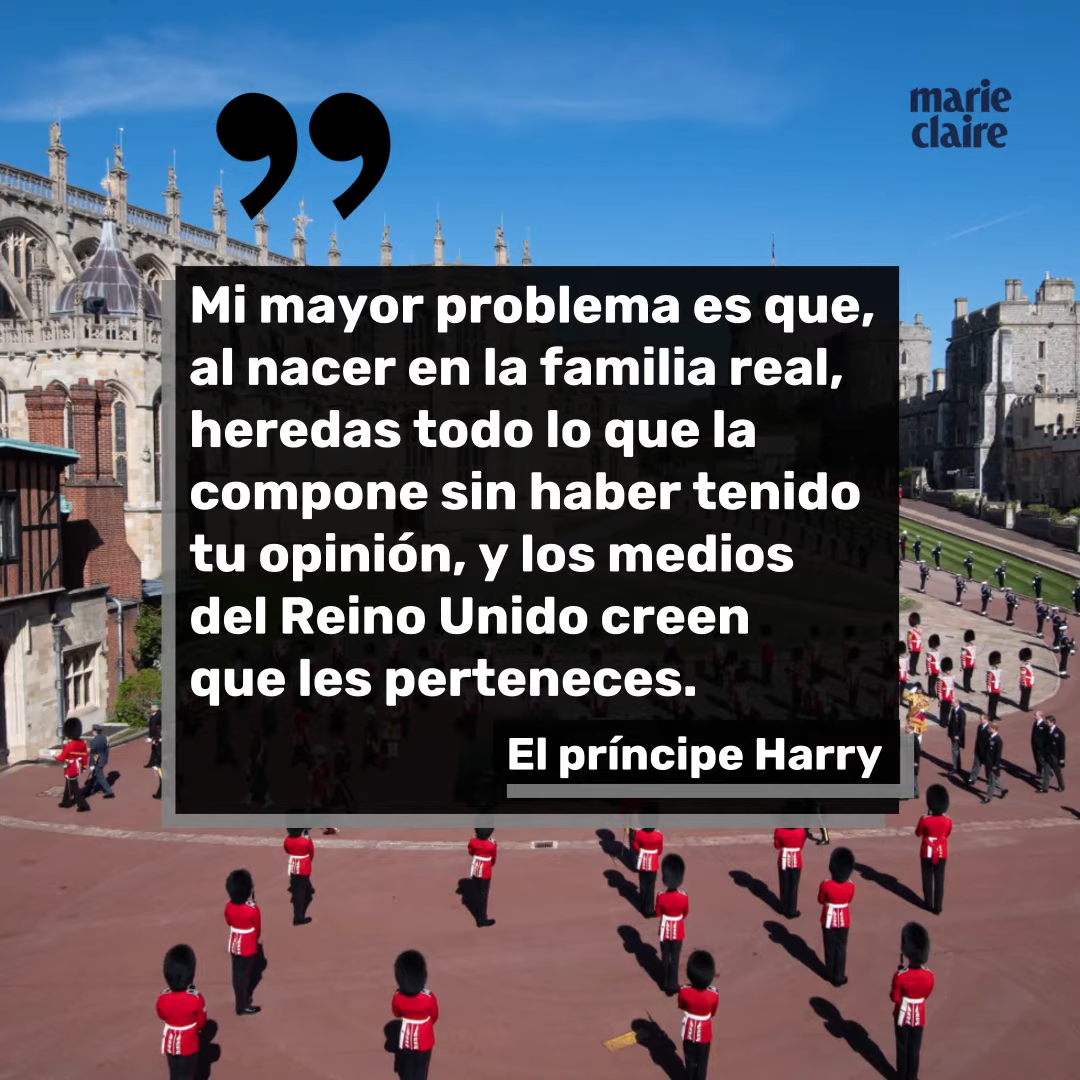 marie
claire
”
Mi mayor problema es que,
al nacer en la familia real,
heredas todo lo que la
compone sin haber tenido
tu opinión, y los medios
del Reino Unido creen
que les perteneces.
El príncipe Harry